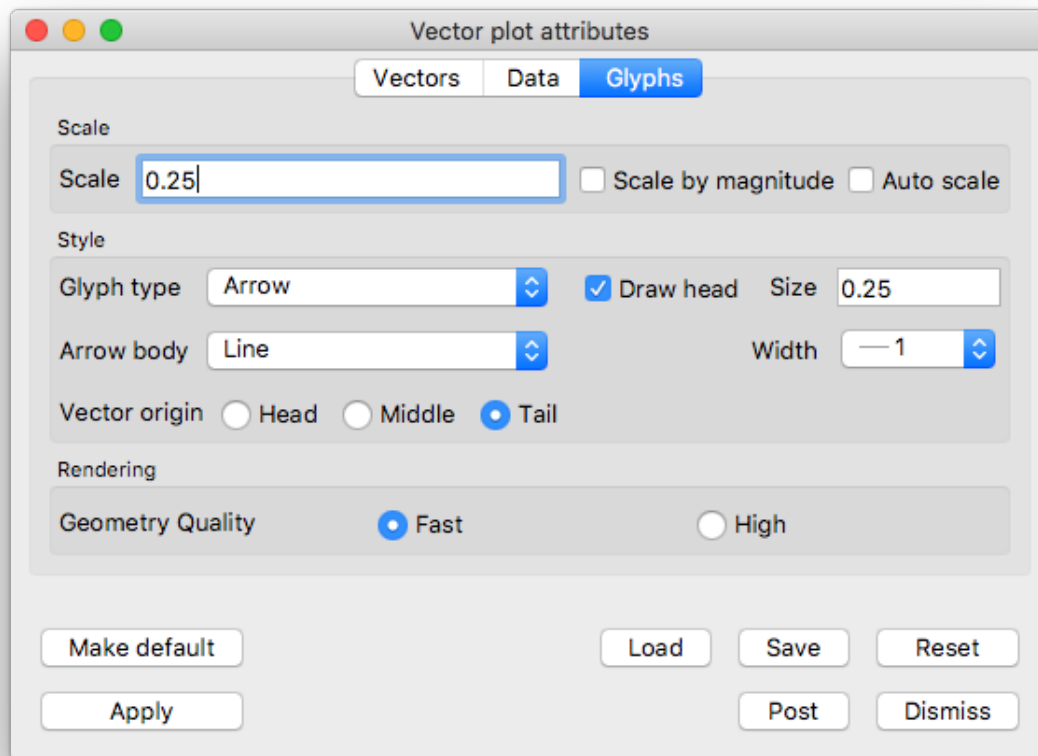 Vector plot attributes
Vectors Data Glyphs
Scale
Scale 0.25 Scale by magnitude Auto scale
Style
Glyph type Arrow Draw head Size 0.25
Arrow body Line Width 1
Vector origin Head Middle Tail
Rendering
Geometry Quality Fast High
Make default Load Save Reset
Apply Post Dismiss